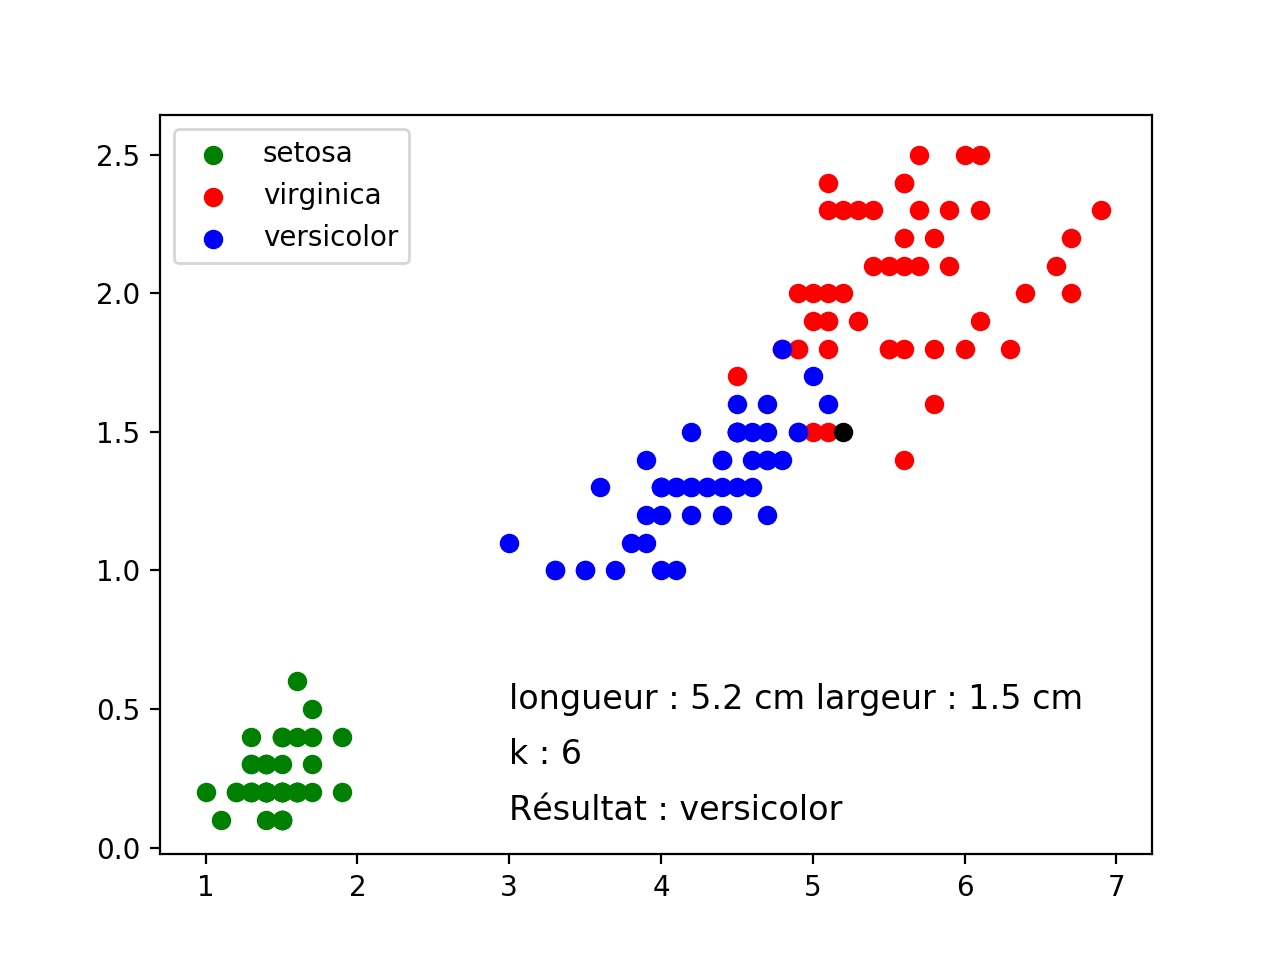 setosa
virginica
versicolor
2.5
2.0
1.5
1.0
0.5
0.0
longueur : 5.2 cm largeur : 1.5 cm
k : 6
Résultat : versicolor
1 2 3 4 5 6 7